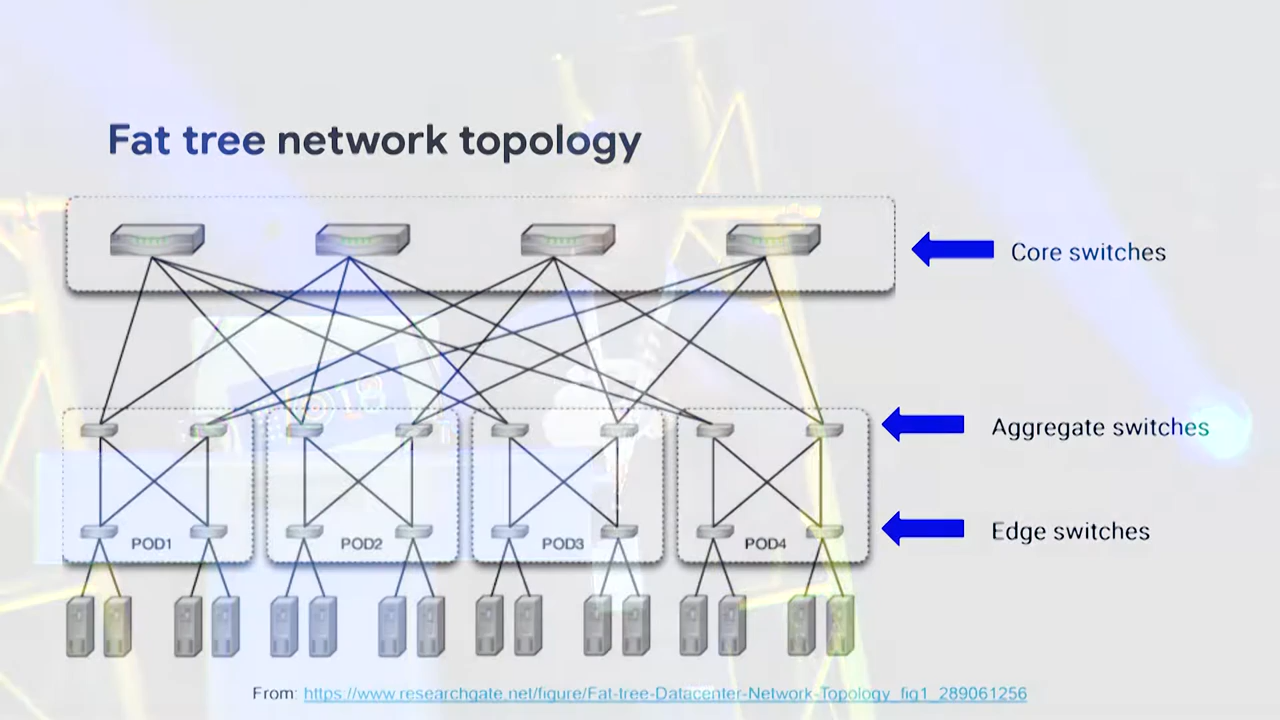 Fat tree network topology
Core switches
Aggregate switches
Edge switches
POD1
POD2
POD3
POD4
From: https://www.researchgate.net/figure/Fat-tree-Datacenter-Network-Topology_fig1_289061256